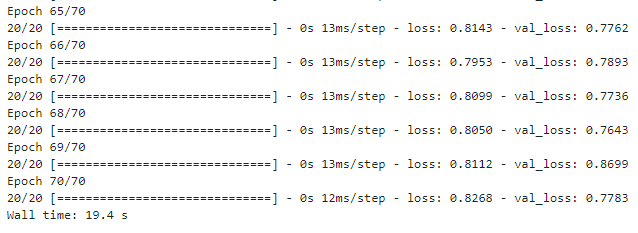 Epoch 65/70
20/20 [==============================] - 0s 13ms/step - loss: 0.8143 - val_loss: 0.7762
Epoch 66/70
20/20 [==============================] - 0s 13ms/step - loss: 0.7953 - val_loss: 0.7893
Epoch 67/70
20/20 [==============================] - 0s 13ms/step - loss: 0.8099 - val_loss: 0.7736
Epoch 68/70
20/20 [==============================] - 0s 13ms/step - loss: 0.8050 - val_loss: 0.7643
Epoch 69/70
20/20 [==============================] - 0s 13ms/step - loss: 0.8112 - val_loss: 0.8699
Epoch 70/70
20/20 [==============================] - 0s 12ms/step - loss: 0.8268 - val_loss: 0.7783
Wall time: 19.4 s